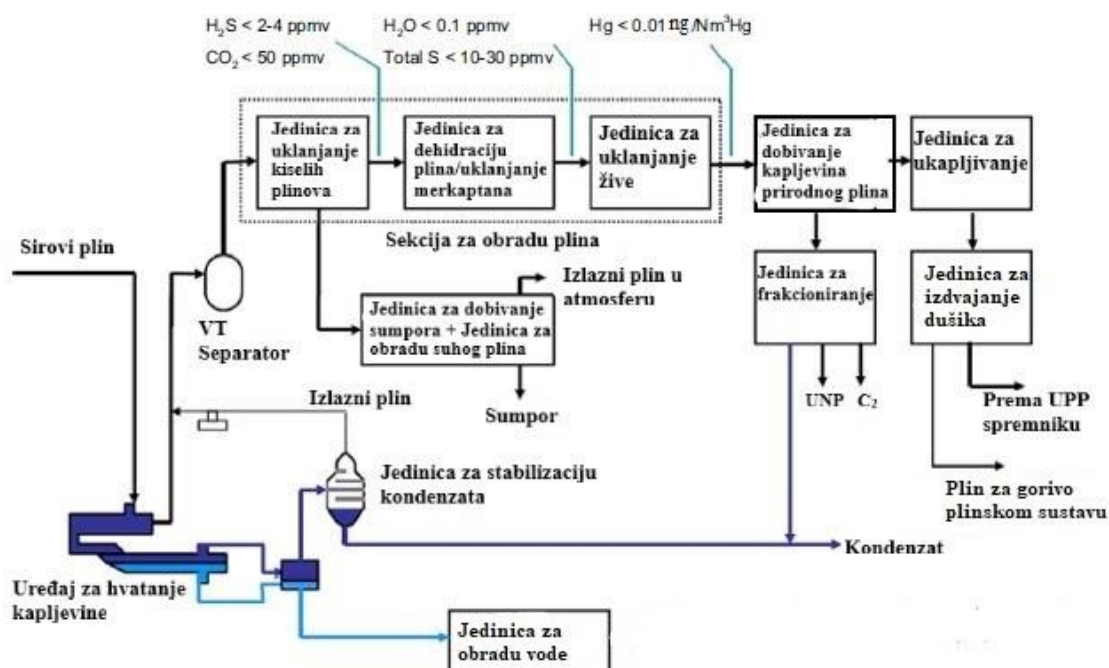 H₂S < 2-4 ppmv
CO₂ < 50 ppmv
H₂O < 0.1 ppmv
Total S < 10-30 ppmv
Hg < 0.01 ng/Nm³Hg
Jedinica za
uklanjanje
kiselih
plinova
Jedinica za
dehidraciju
plina/uklanjanje
merkaptana
Jedinica za
uklanjanje
žive
Jedinica za
dobivanje
kapljevina
prirodnog plina
Jedinica za
ukapljivanje
Sekcija za obradu plina
Sirovi plin
VT
Separator
Izlazni plin u
atmosferu
Jedinica za dobivanje
sumpora + Jedinica za
obradu suhog plina
Sumpor
Jedinica za
frakcioniranje
Jedinica za
izdvajanje
dušika
UNP
C₂
Prema UPP
spremniku
Plin za gorivo
plinskom sustavu
Izlazni plin
Jedinica za stabilizaciju
kondenzata
Kondenzat
Uređaj za hvatanje
kapljevine
Jedinica za
obradu vode